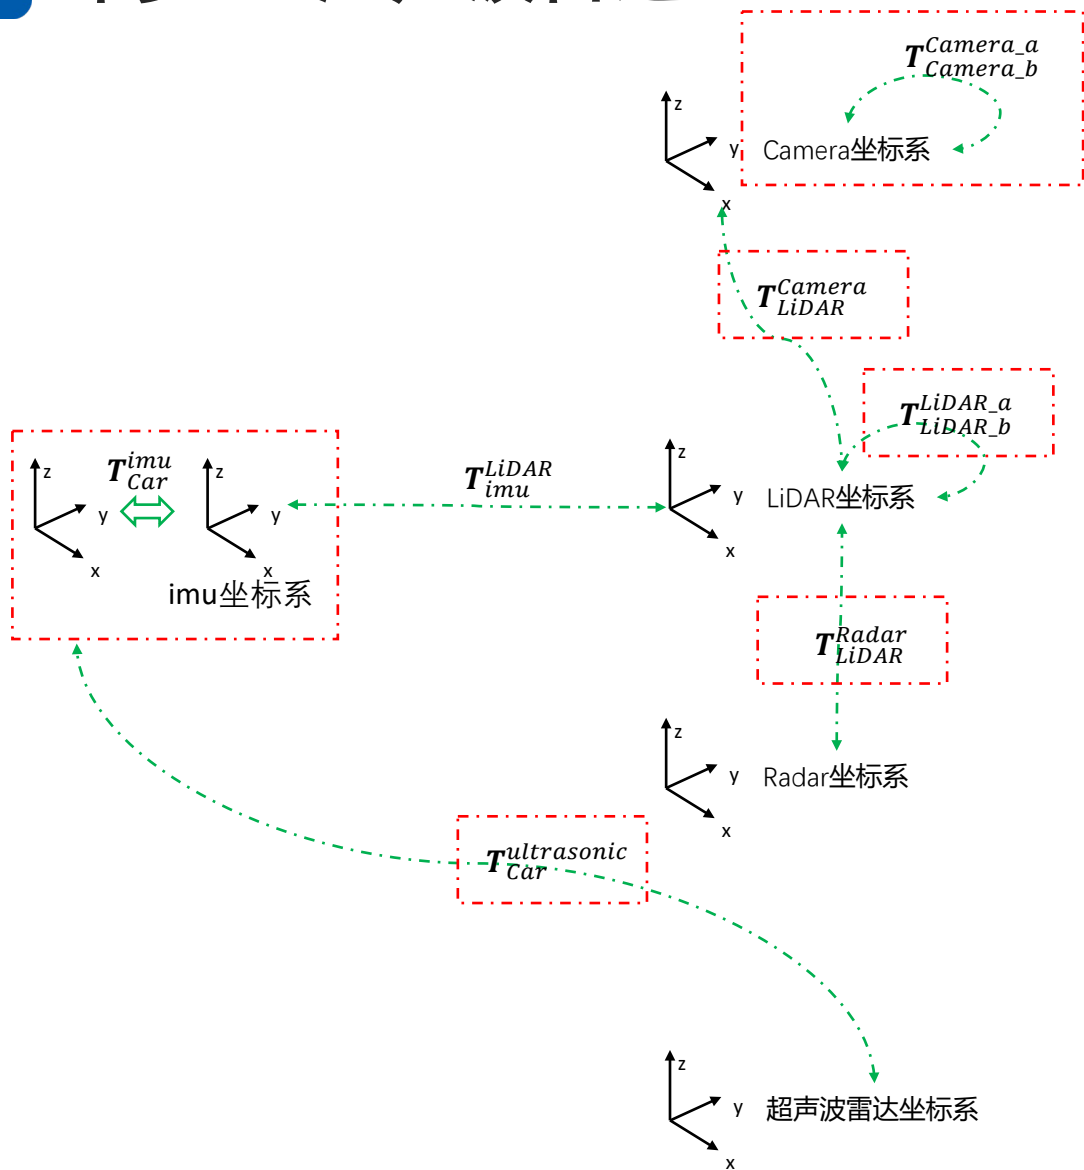 T^{Camera_a}_{Camera_b}
z
y
x
Camera坐标系
T^{Camera}_{LiDAR}
T^{LiDAR_a}_{LiDAR_b}
z
y
x
T^{imu}_{Car}
z
y
x
imu坐标系
T^{LiDAR}_{imu}
z
y
x
LiDAR坐标系
T^{Radar}_{LiDAR}
z
y
x
Radar坐标系
T^{ultrasonic}_{Car}
z
y
x
超声波雷达坐标系